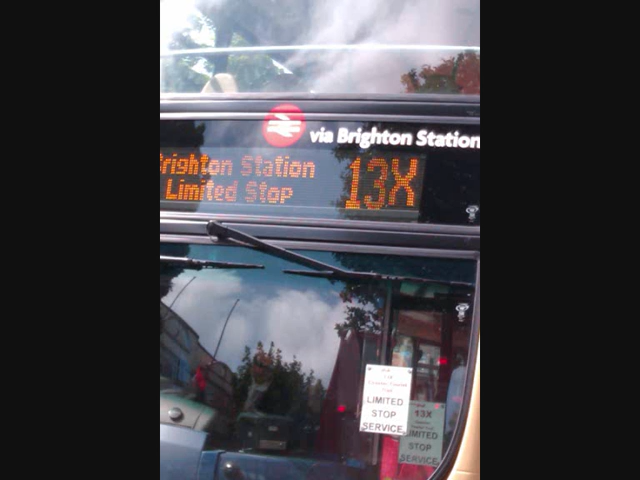 via Brighton Station
Brighton Station
Limited Stop
13X
LIMITED
STOP
SERVICE
13X
LIMITED
STOP
SERVICE